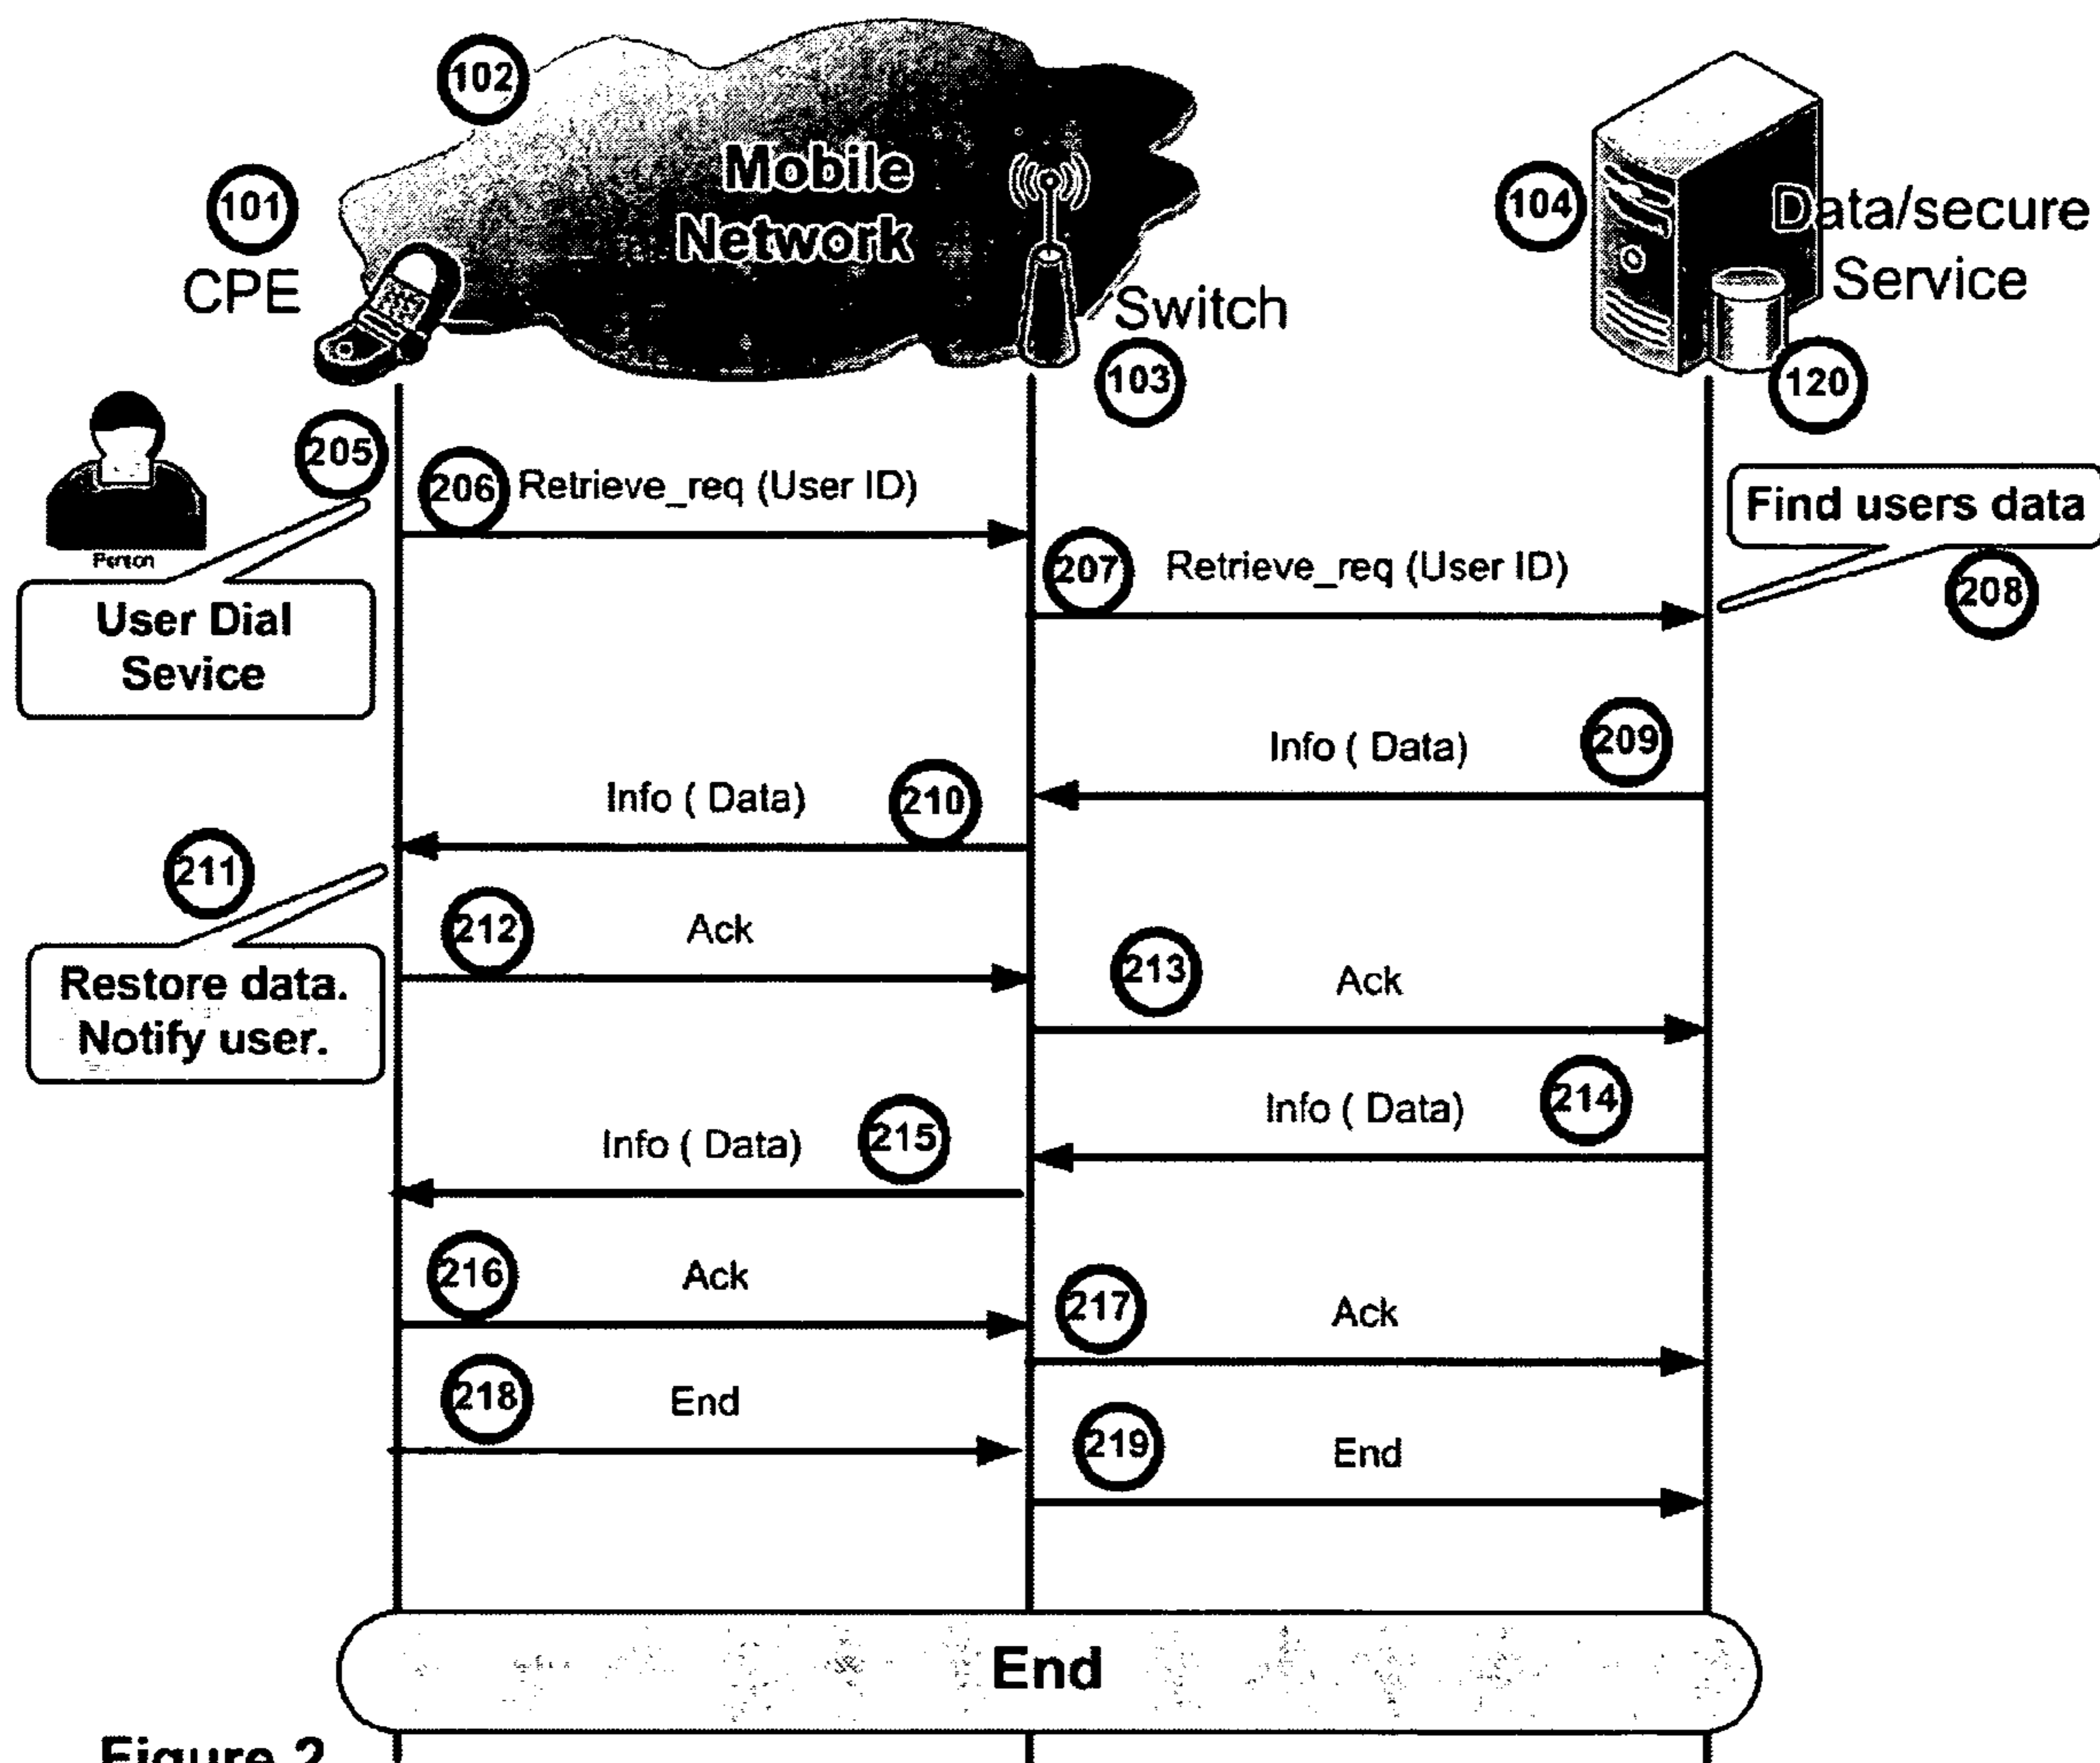 102
Mobile
Network
101
CPE
Switch
103
104
Data/secure
Service
120
Person
205
User Dial
Sevice
206
Retrieve_req (User ID)
207
Retrieve_req (User ID)
Find users data
208
Info ( Data)
209
Info ( Data)
210
211
Restore data.
Notify user.
212
Ack
213
Ack
Info ( Data)
214
Info ( Data)
215
216
Ack
217
Ack
218
End
219
End
End
Figure 2